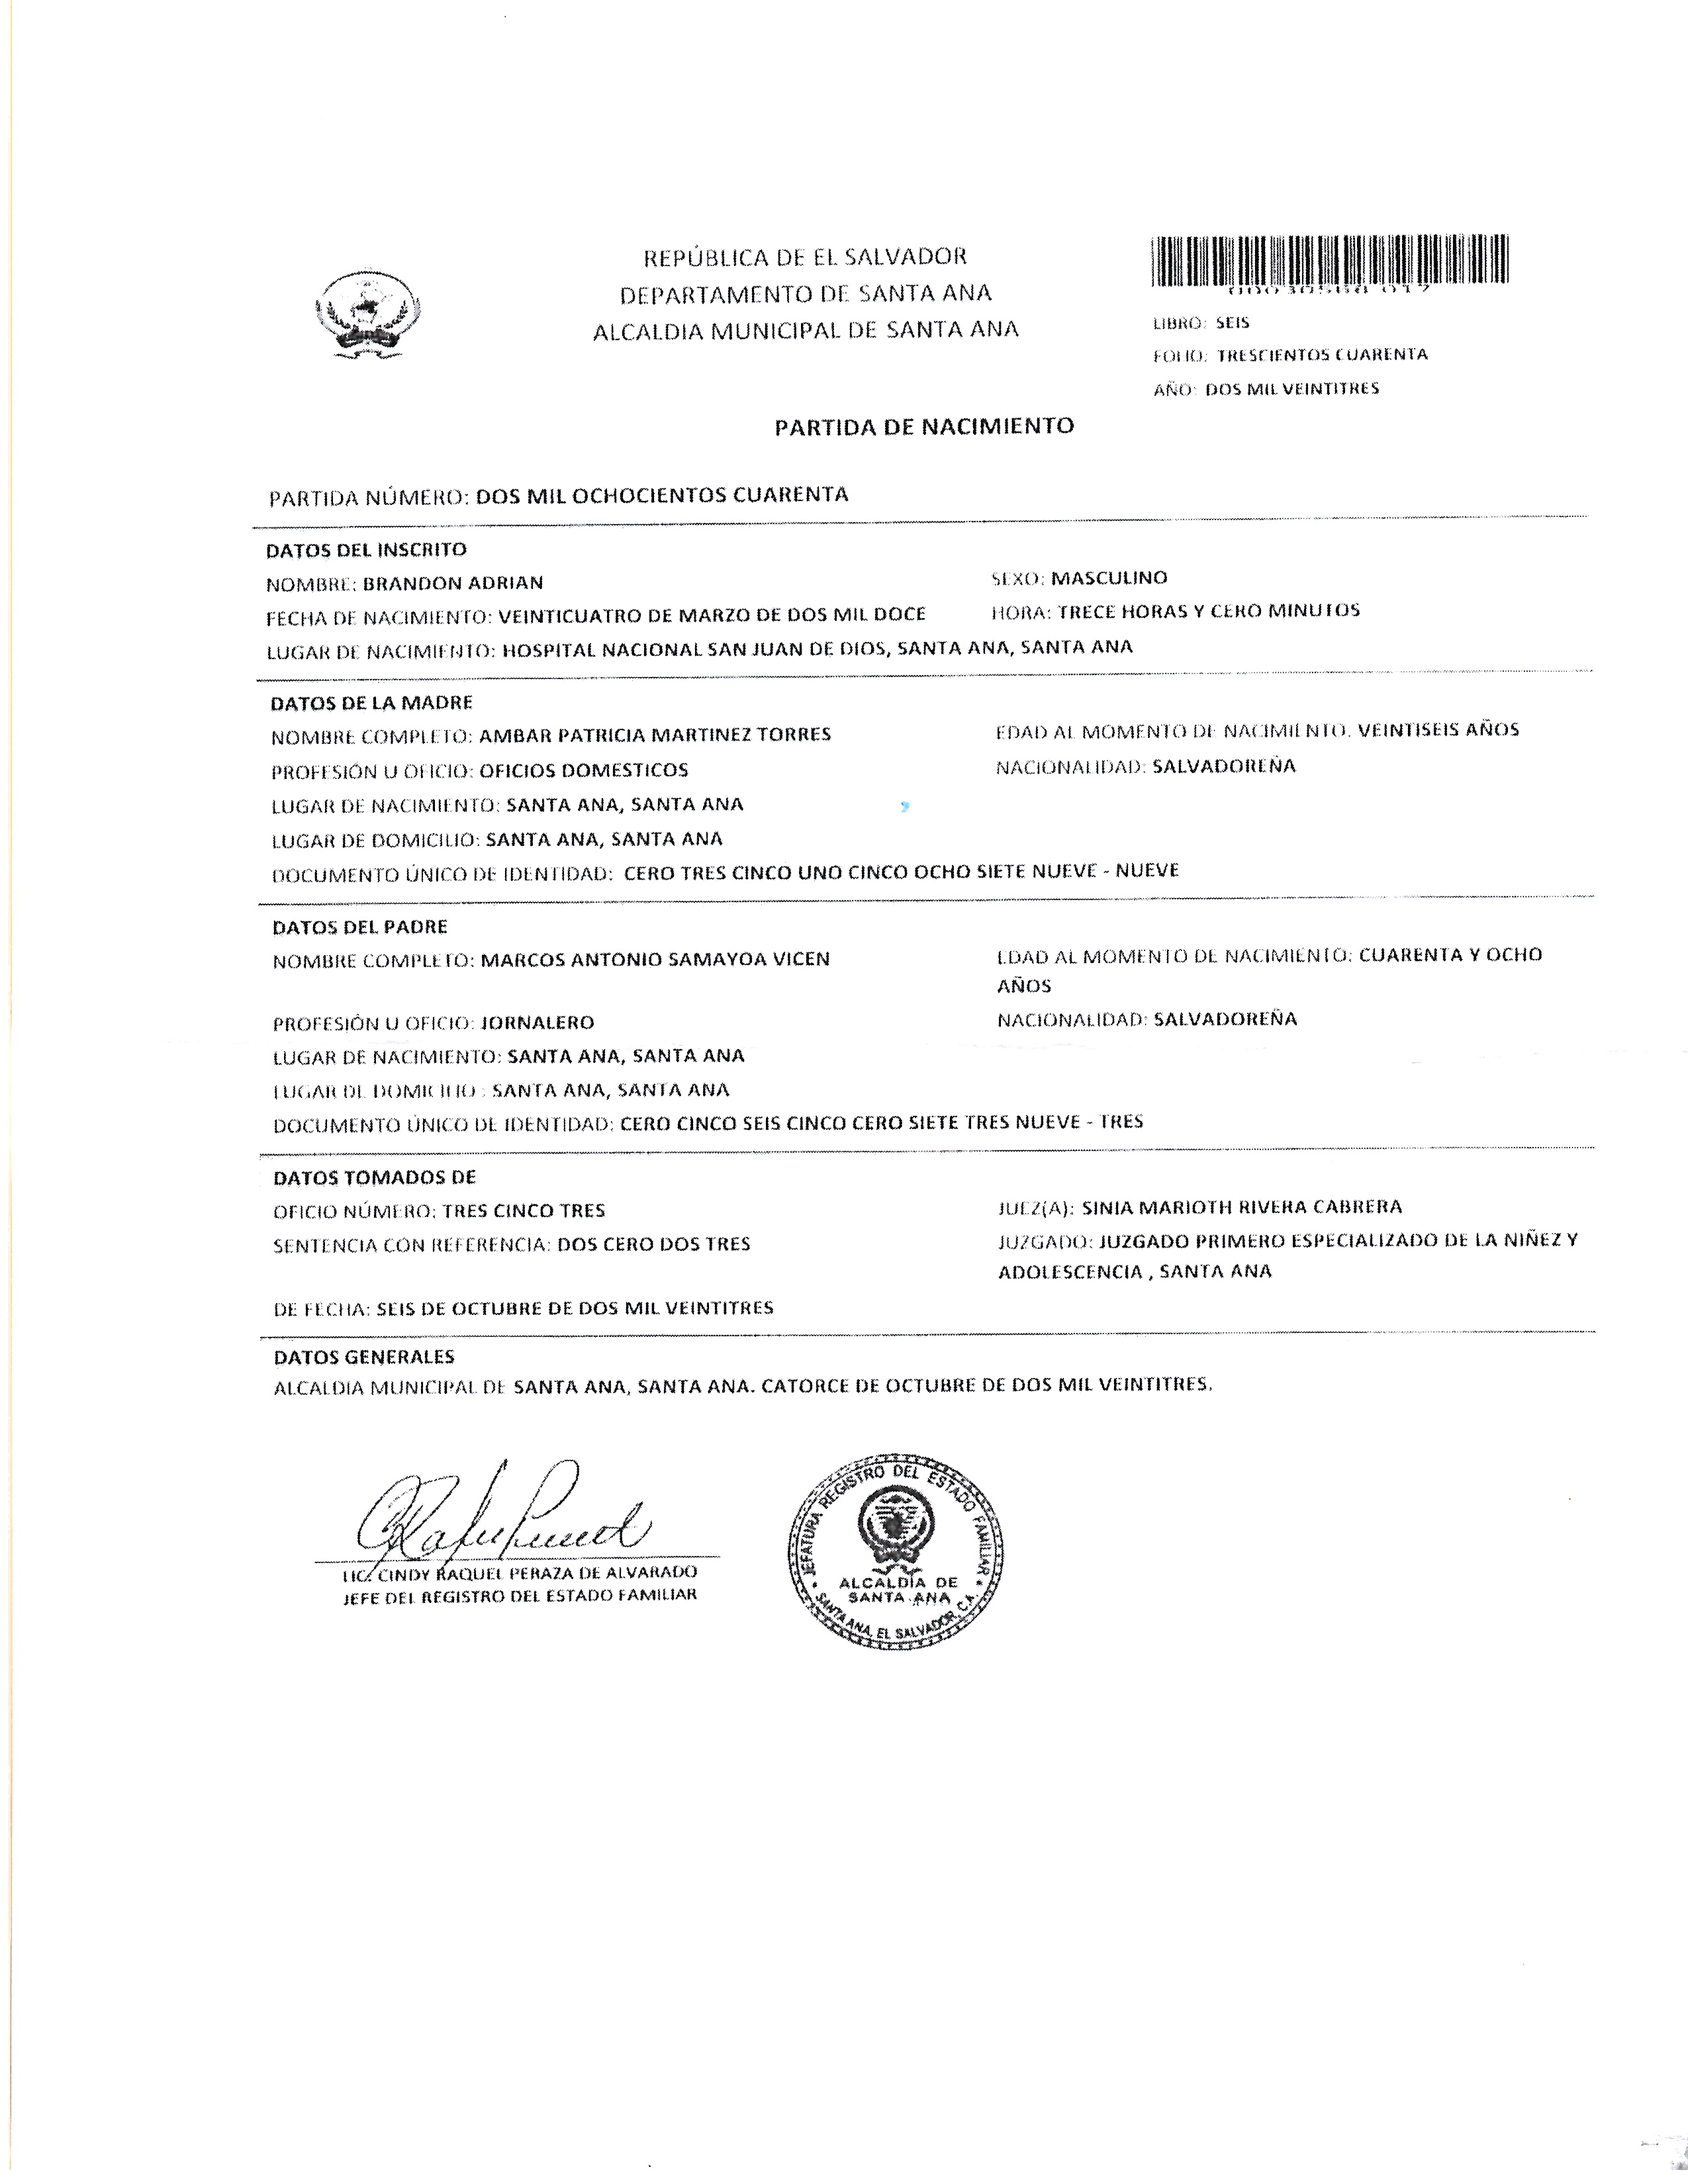 REPÚBLICA DE EL SALVADOR
DEPARTAMENTO DE SANTA ANA
ALCALDIA MUNICIPAL DE SANTA ANA
LIBRO: SEIS
FOLIO: TRESCIENTOS CUARENTA
AÑO: DOS MIL VEINTITRES
PARTIDA DE NACIMIENTO
PARTIDA NÚMERO: DOS MIL OCHOCIENTOS CUARENTA
DATOS DEL INSCRITO
NOMBRE: BRANDON ADRIAN SEXO: MASCULINO
FECHA DE NACIMIENTO: VEINTICUATRO DE MARZO DE DOS MIL DOCE HORA: TRECE HORAS Y CERO MINUTOS
LUGAR DE NACIMIENTO: HOSPITAL NACIONAL SAN JUAN DE DIOS, SANTA ANA, SANTA ANA
DATOS DE LA MADRE
NOMBRE COMPLETO: AMBAR PATRICIA MARTINEZ TORRES EDAD AL MOMENTO DE NACIMIENTO: VEINTISEIS AÑOS
PROFESIÓN U OFICIO: OFICIOS DOMESTICOS NACIONALIDAD: SALVADOREÑA
LUGAR DE NACIMIENTO: SANTA ANA, SANTA ANA
LUGAR DE DOMICILIO: SANTA ANA, SANTA ANA
DOCUMENTO ÚNICO DE IDENTIDAD: CERO TRES CINCO UNO CINCO OCHO SIETE NUEVE - NUEVE
DATOS DEL PADRE
NOMBRE COMPLETO: MARCOS ANTONIO SAMAYOA VICEN EDAD AL MOMENTO DE NACIMIENTO: CUARENTA Y OCHO
AÑOS
PROFESIÓN U OFICIO: JORNALERO NACIONALIDAD: SALVADOREÑA
LUGAR DE NACIMIENTO: SANTA ANA, SANTA ANA
LUGAR DE DOMICILIO : SANTA ANA, SANTA ANA
DOCUMENTO ÚNICO DE IDENTIDAD: CERO CINCO SEIS CINCO CERO SIETE TRES NUEVE - TRES
DATOS TOMADOS DE
OFICIO NÚMERO: TRES CINCO TRES JUEZ(A): SINIA MARIOTH RIVERA CABRERA
SENTENCIA CON REFERENCIA: DOS CERO DOS TRES JUZGADO: JUZGADO PRIMERO ESPECIALIZADO DE LA NIÑEZ Y
ADOLESCENCIA , SANTA ANA
DE FECHA: SEIS DE OCTUBRE DE DOS MIL VEINTITRES
DATOS GENERALES
ALCALDIA MUNICIPAL DE SANTA ANA, SANTA ANA. CATORCE DE OCTUBRE DE DOS MIL VEINTITRES.
LIC. CINDY RAQUEL PERAZA DE ALVARADO
JEFE DEL REGISTRO DEL ESTADO FAMILIAR
JEFATURA REGISTRO DEL ESTADO FAMILIAR
ALCALDÍA DE
SANTA ANA
SANTA ANA, EL SALVADOR, C.A.